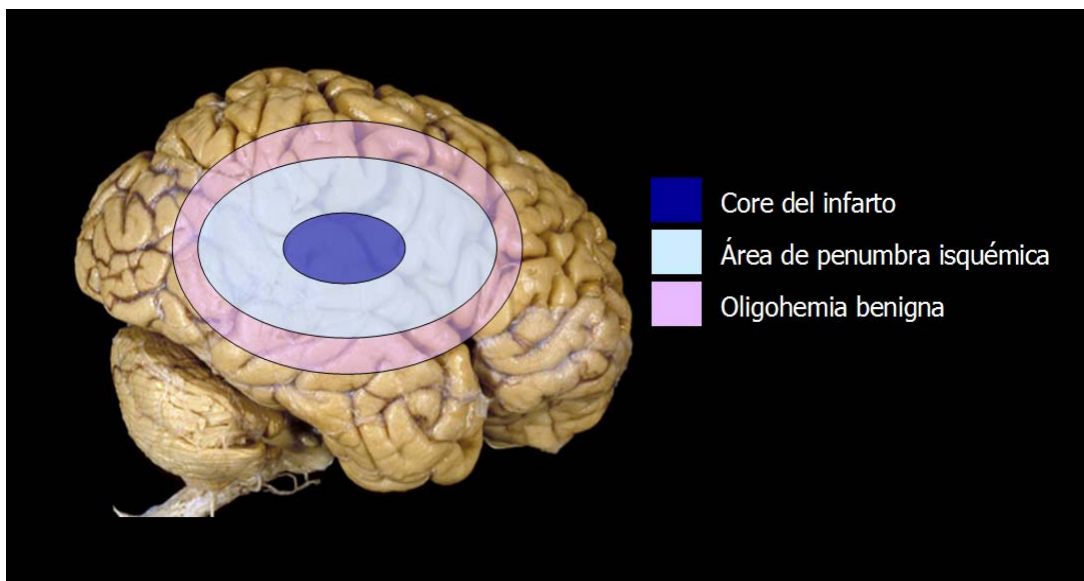 Core del infarto
Área de penumbra isquémica
Oligohemia benigna